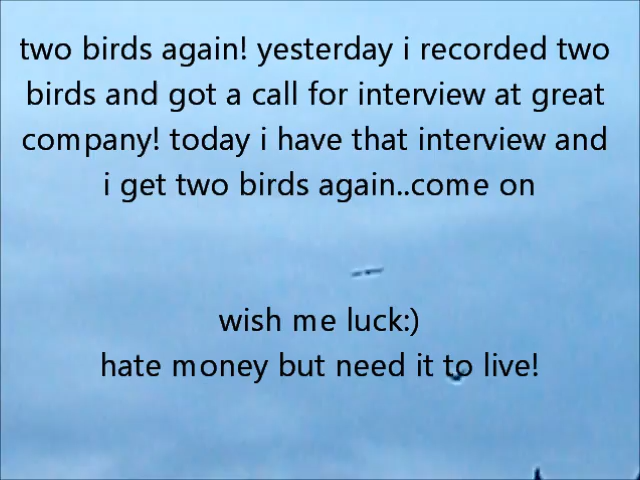 two birds again! yesterday i recorded two
birds and got a call for interview at great
company! today i have that interview and
i get two birds again..come on
wish me luck:)
hate money but need it to live!